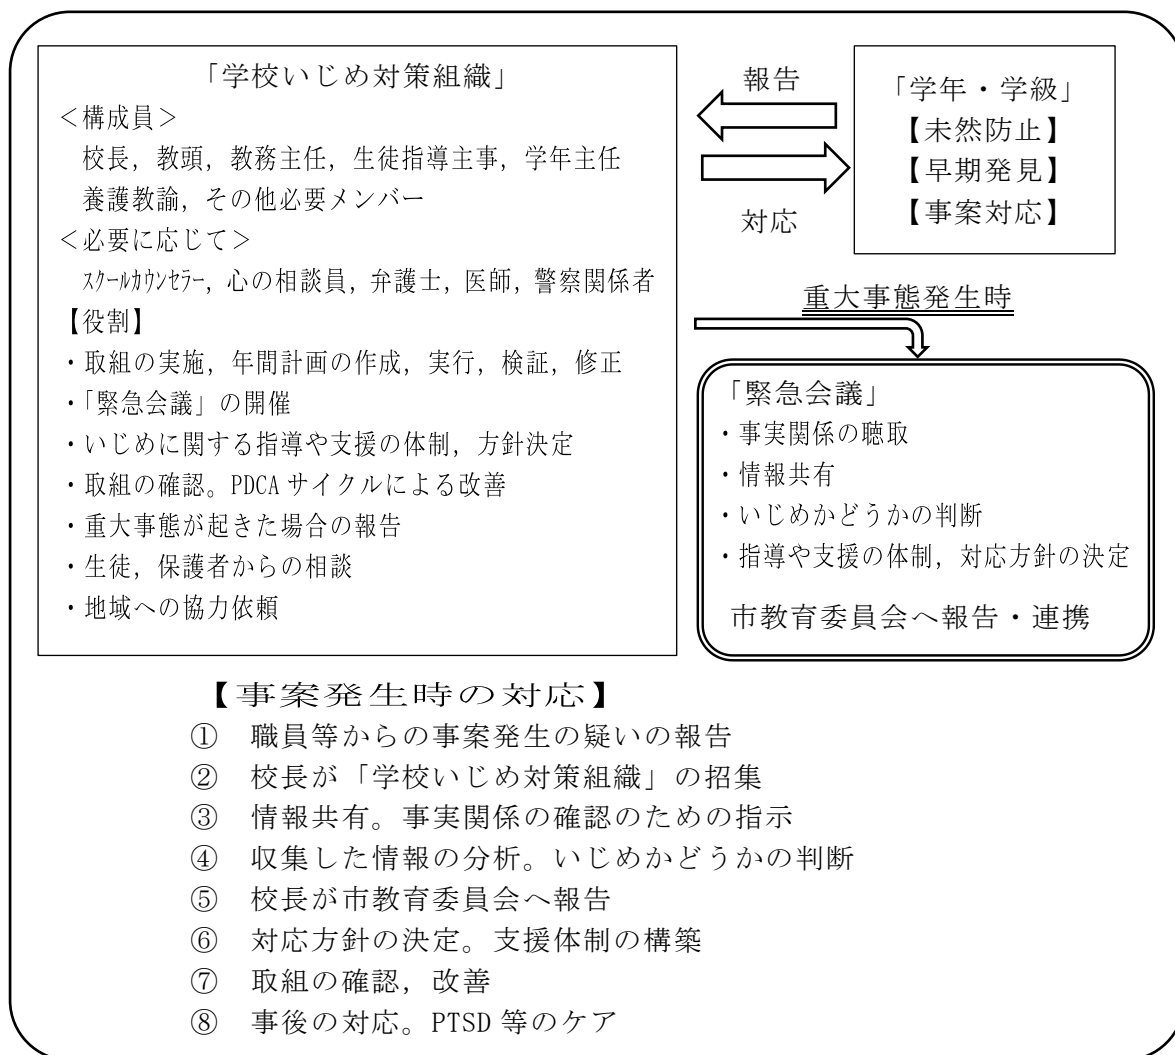 「学校いじめ対策組織」
＜構成員＞
校長，教頭，教務主任，生徒指導主事，学年主任
養護教諭，その他必要メンバー
＜必要に応じて＞
ｽｸｰﾙｶｳﾝｾﾗｰ，心の相談員，弁護士，医師，警察関係者
【役割】
・取組の実施，年間計画の作成，実行，検証，修正
・「緊急会議」の開催
・いじめに関する指導や支援の体制，方針決定
・取組の確認。PDCAサイクルによる改善
・重大事態が起きた場合の報告
・生徒，保護者からの相談
・地域への協力依頼
報告
対応
「学年・学級」
【未然防止】
【早期発見】
【事案対応】
重大事態発生時
「緊急会議」
・事実関係の聴取
・情報共有
・いじめかどうかの判断
・指導や支援の体制，対応方針の決定
市教育委員会へ報告・連携
【事案発生時の対応】
①　職員等からの事案発生の疑いの報告
②　校長が「学校いじめ対策組織」の招集
③　情報共有。事実関係の確認のための指示
④　収集した情報の分析。いじめかどうかの判断
⑤　校長が市教育委員会へ報告
⑥　対応方針の決定。支援体制の構築
⑦　取組の確認，改善
⑧　事後の対応。PTSD等のケア